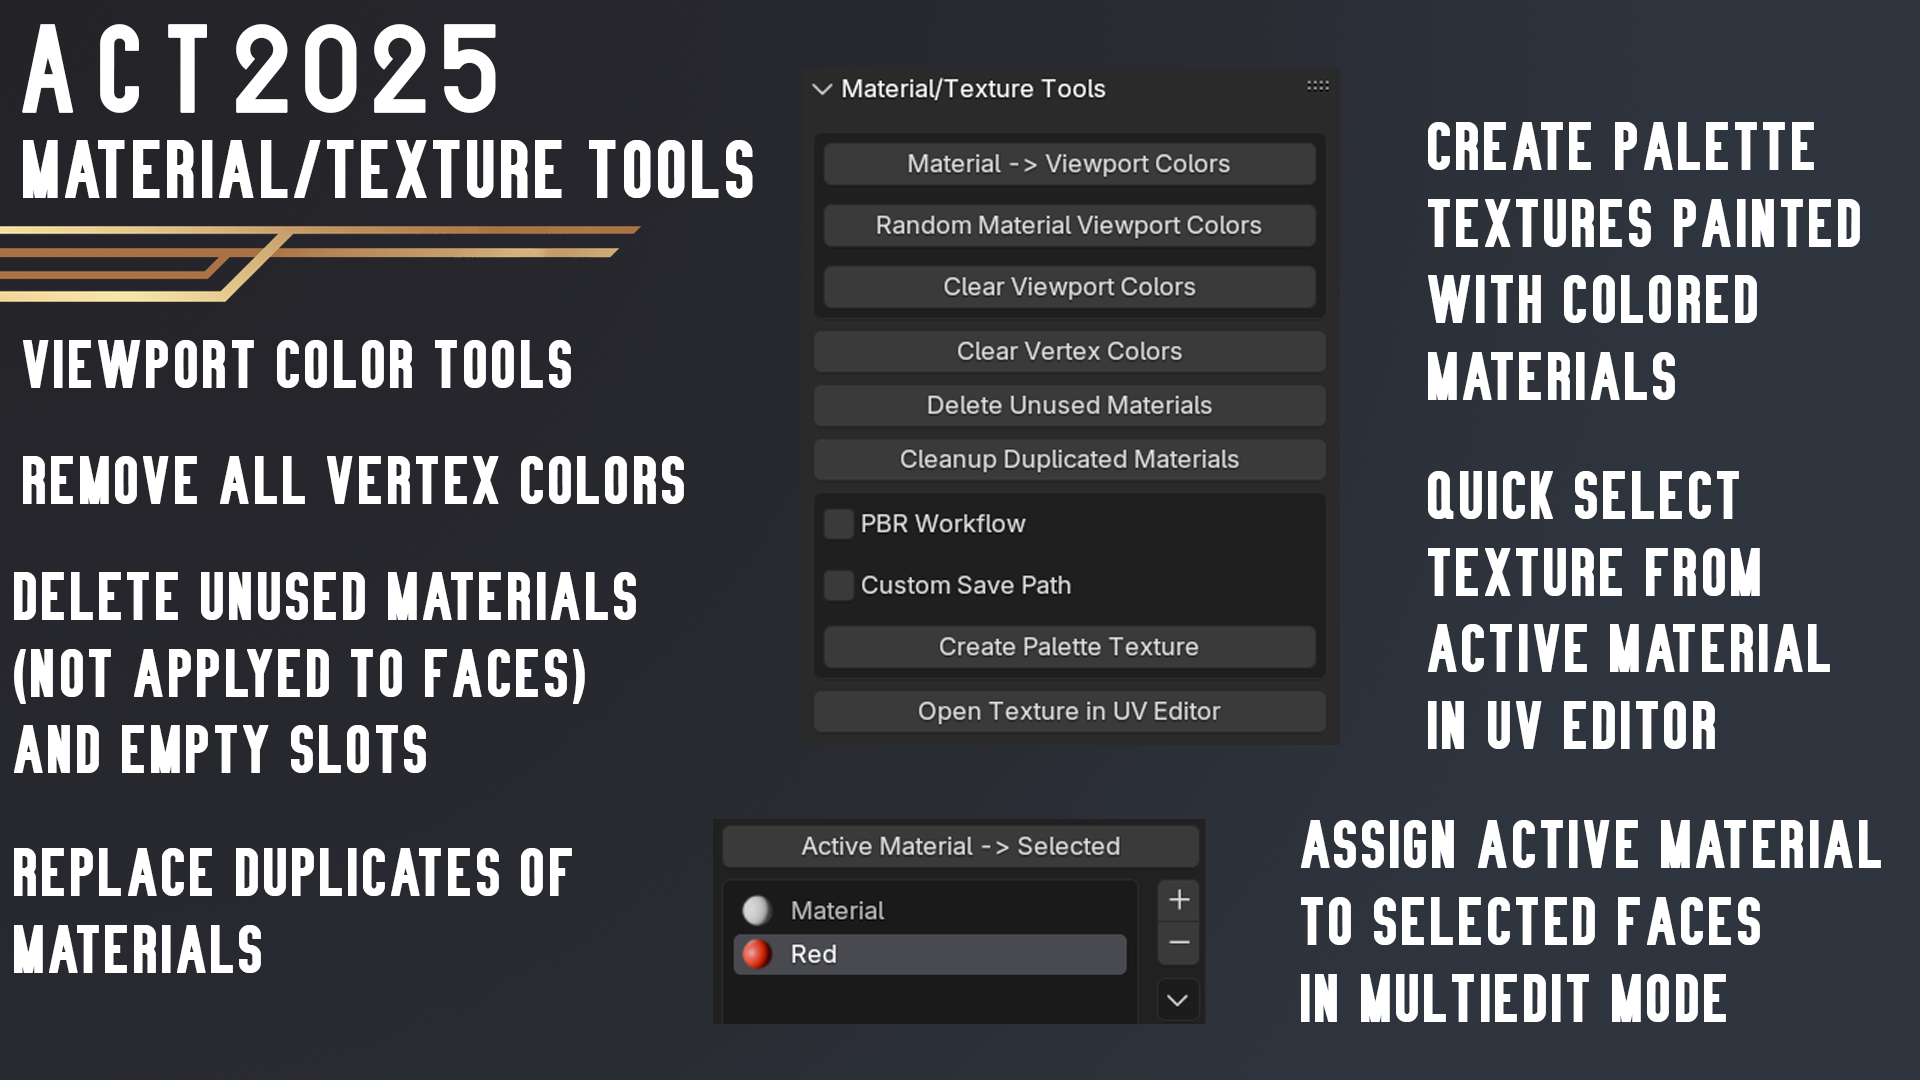 ACT2025
MATERIAL/TEXTURE TOOLS
VIEWPORT COLOR TOOLS
REMOVE ALL VERTEX COLORS
DELETE UNUSED MATERIALS
(NOT APPLYED TO FACES)
AND EMPTY SLOTS
REPLACE DUPLICATES OF
MATERIALS
Material/Texture Tools
Material -> Viewport Colors
Random Material Viewport Colors
Clear Viewport Colors
Clear Vertex Colors
Delete Unused Materials
Cleanup Duplicated Materials
PBR Workflow
Custom Save Path
Create Palette Texture
Open Texture in UV Editor
Active Material -> Selected
Material
Red
CREATE PALETTE
TEXTURES PAINTED
WITH COLORED
MATERIALS
QUICK SELECT
TEXTURE FROM
ACTIVE MATERIAL
IN UV EDITOR
ASSIGN ACTIVE MATERIAL
TO SELECTED FACES
IN MULTIEDIT MODE